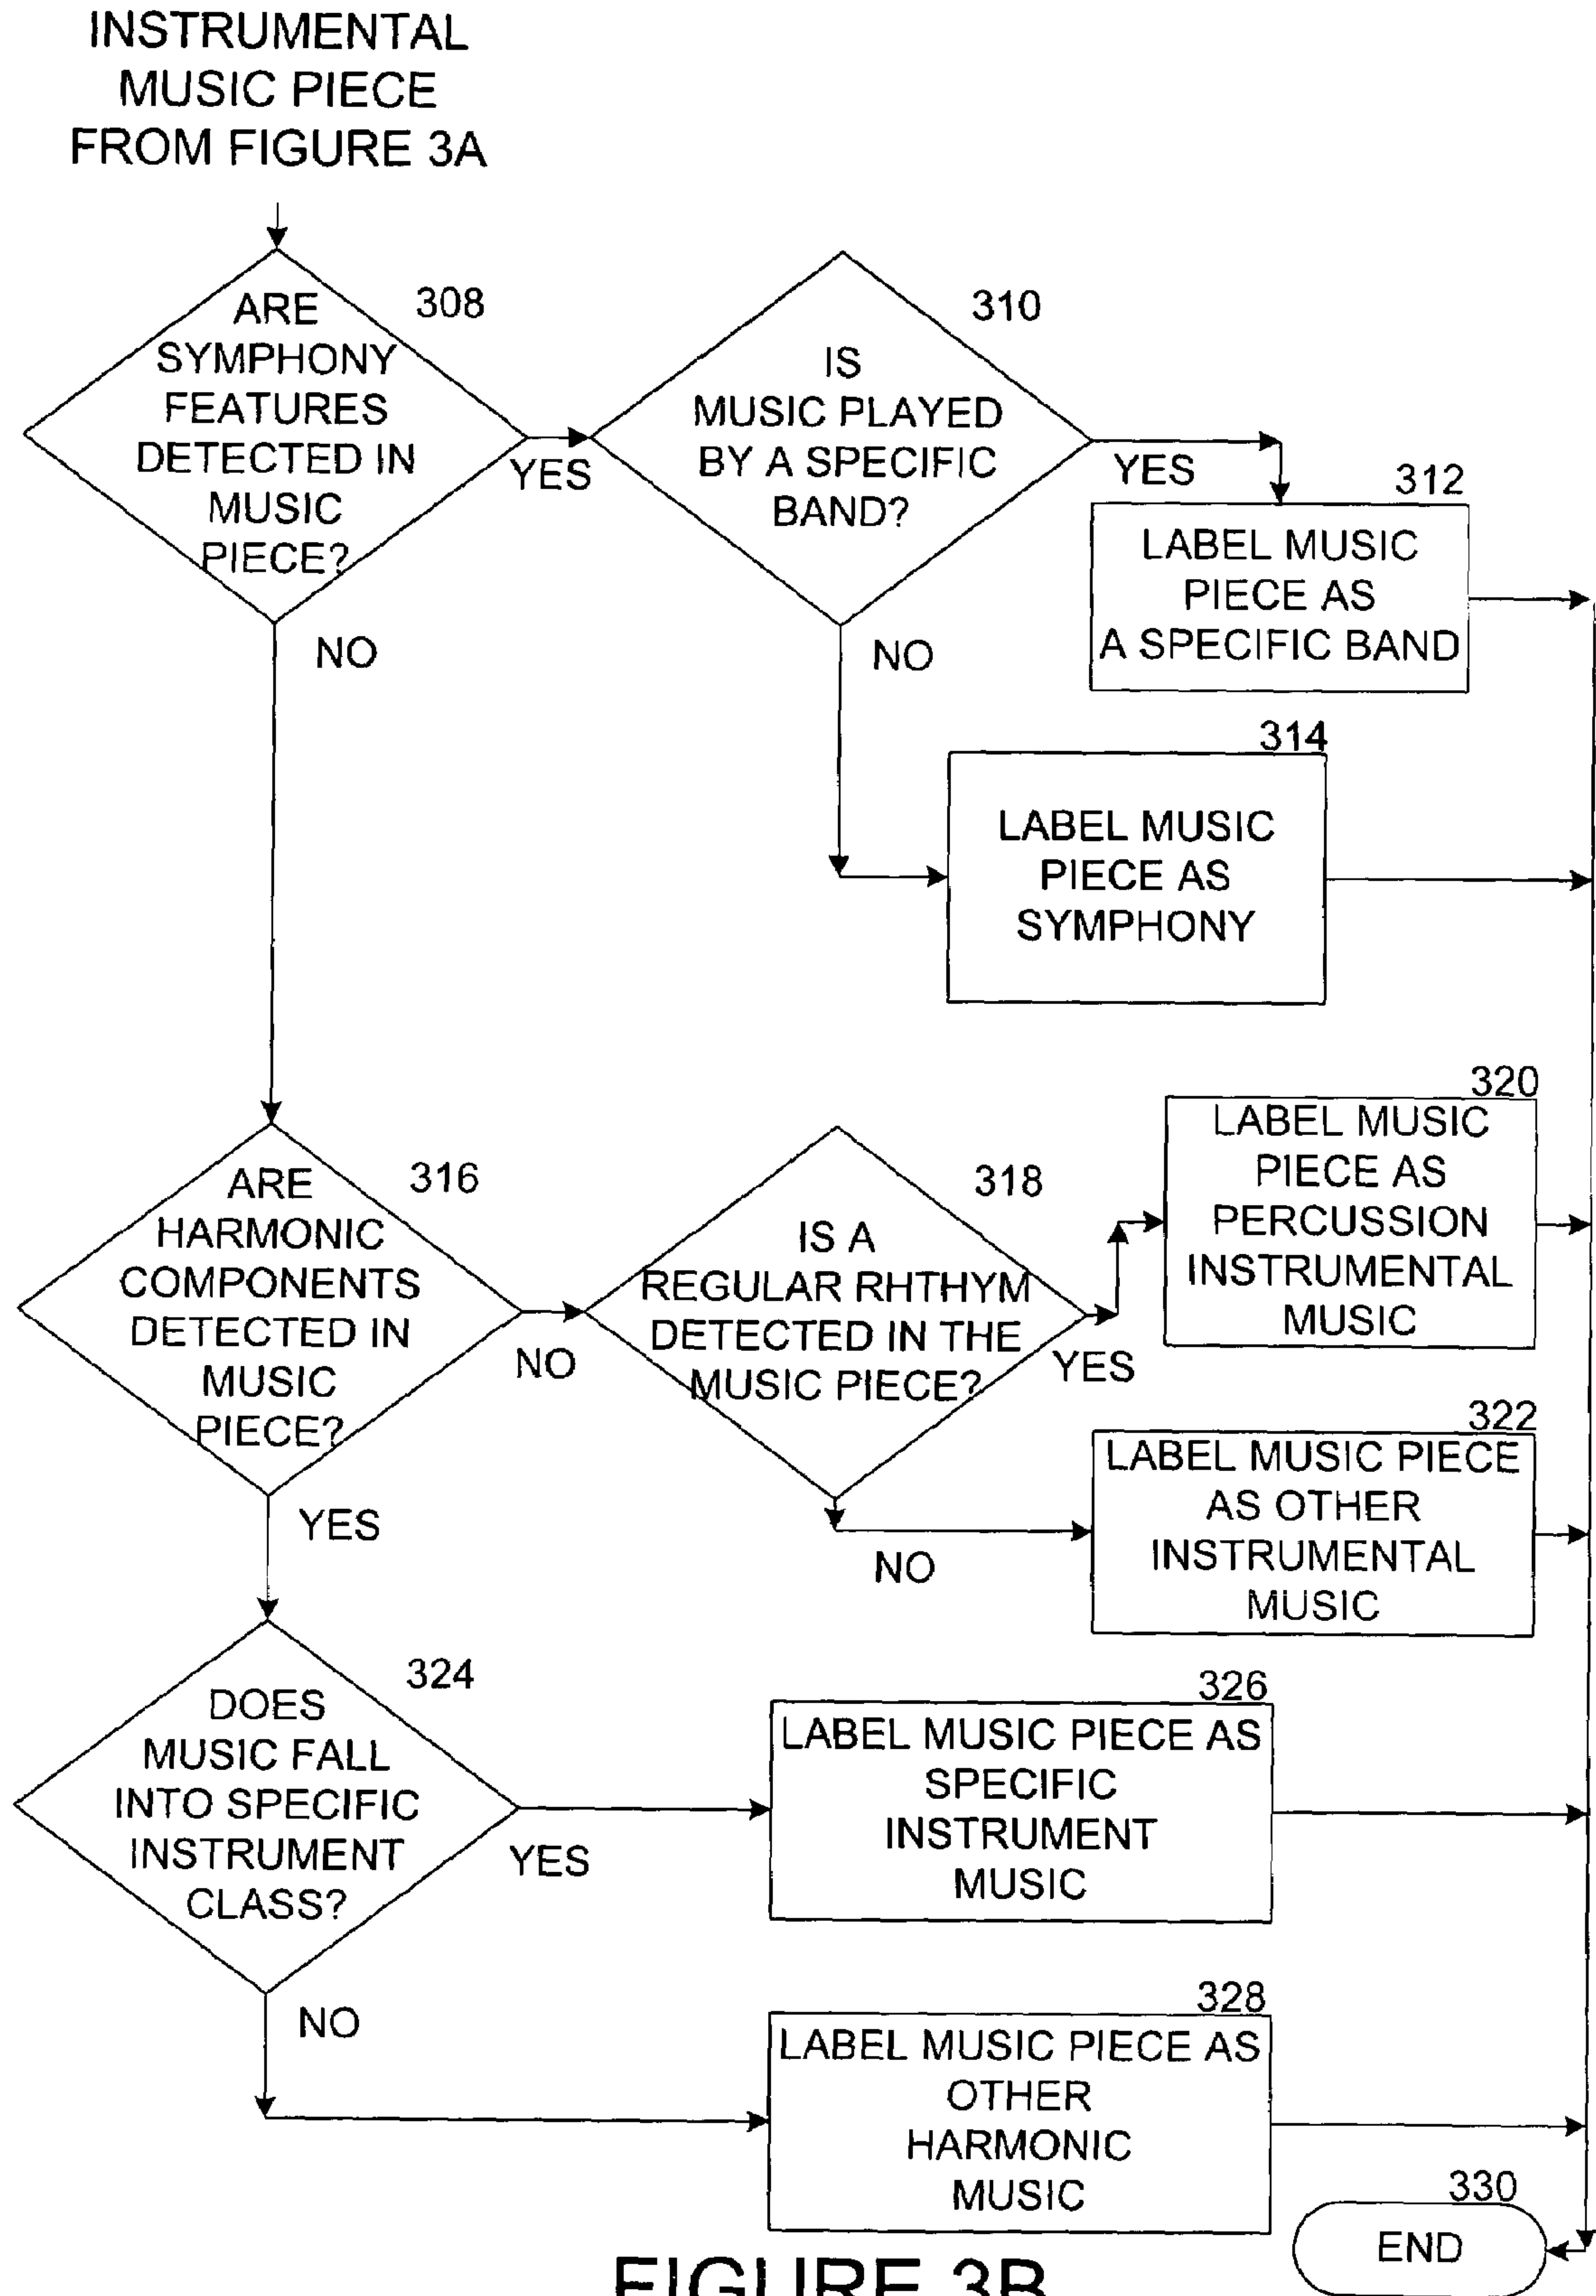 INSTRUMENTAL
MUSIC PIECE
FROM FIGURE 3A
308
ARE
SYMPHONY
FEATURES
DETECTED IN
MUSIC
PIECE?
YES
NO
310
IS
MUSIC PLAYED
BY A SPECIFIC
BAND?
YES
NO
312
LABEL MUSIC
PIECE AS
A SPECIFIC BAND
314
LABEL MUSIC
PIECE AS
SYMPHONY
316
ARE
HARMONIC
COMPONENTS
DETECTED IN
MUSIC
PIECE?
NO
YES
318
IS A
REGULAR RHTHYM
DETECTED IN THE
MUSIC PIECE?
YES
NO
320
LABEL MUSIC
PIECE AS
PERCUSSION
INSTRUMENTAL
MUSIC
322
LABEL MUSIC PIECE
AS OTHER
INSTRUMENTAL
MUSIC
324
DOES
MUSIC FALL
INTO SPECIFIC
INSTRUMENT
CLASS?
YES
NO
326
LABEL MUSIC PIECE AS
SPECIFIC
INSTRUMENT
MUSIC
328
LABEL MUSIC PIECE AS
OTHER
HARMONIC
MUSIC
330
END
FIGURE 3B